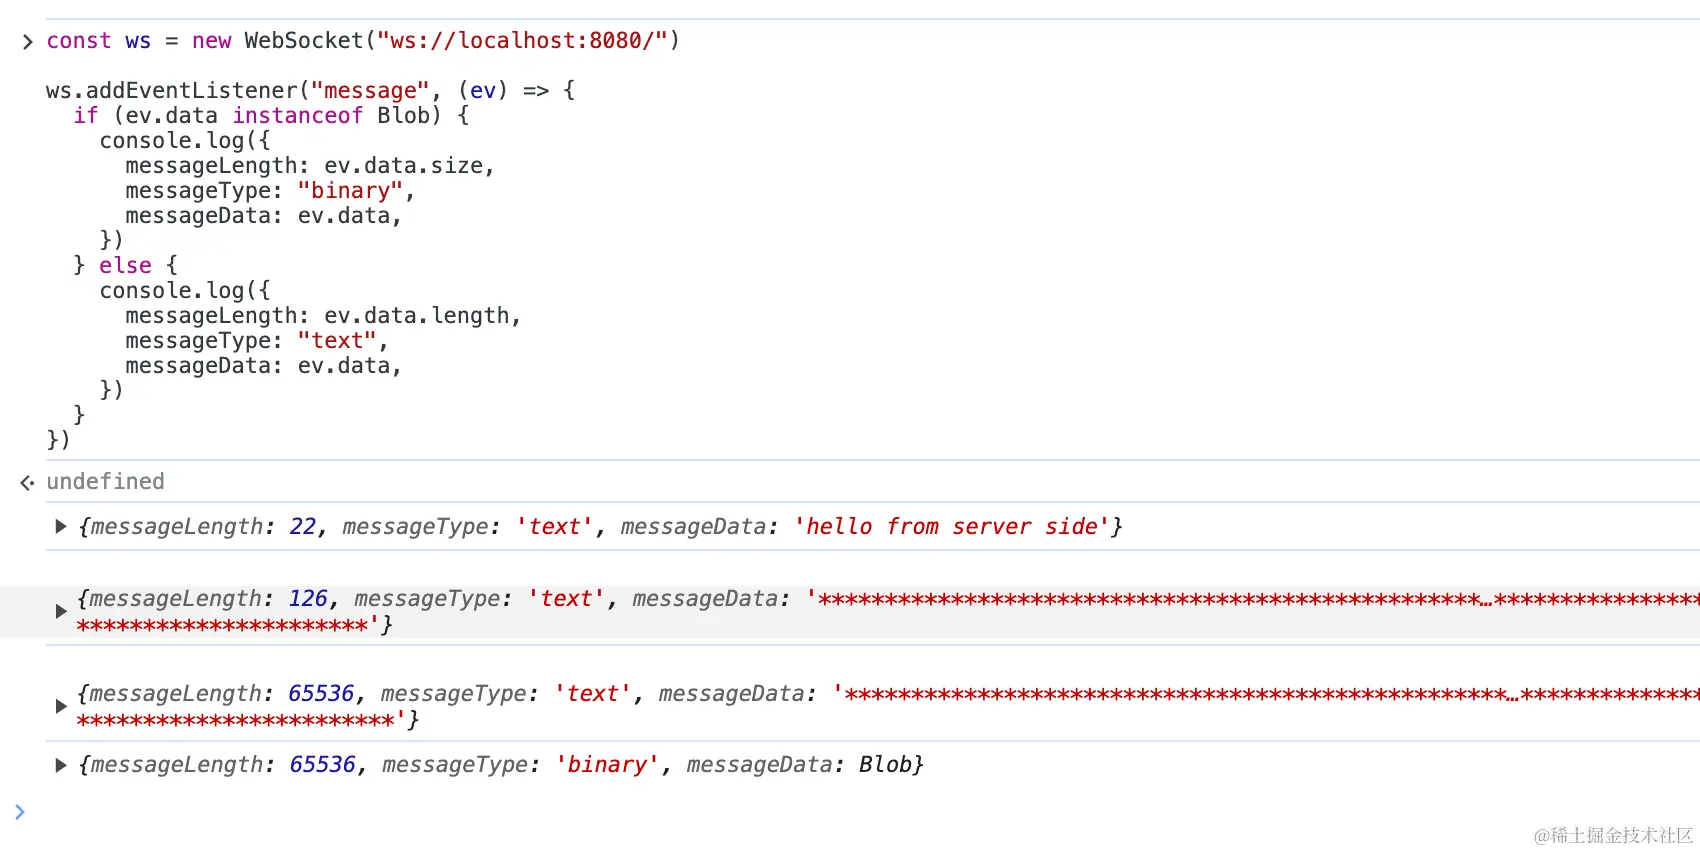 const ws = new WebSocket("ws://localhost:8080/")
ws.addEventListener("message", (ev) => {
  if (ev.data instanceof Blob) {
    console.log({
      messageLength: ev.data.size,
      messageType: "binary",
      messageData: ev.data,
    })
  } else {
    console.log({
      messageLength: ev.data.length,
      messageType: "text",
      messageData: ev.data,
    })
  }
})
undefined
{messageLength: 22, messageType: 'text', messageData: 'hello from server side'}
{messageLength: 126, messageType: 'text', messageData: '**************************************************…****************
**********************'}
{messageLength: 65536, messageType: 'text', messageData: '**************************************************…**************
************************'}
{messageLength: 65536, messageType: 'binary', messageData: Blob}
@稀土掘金技术社区